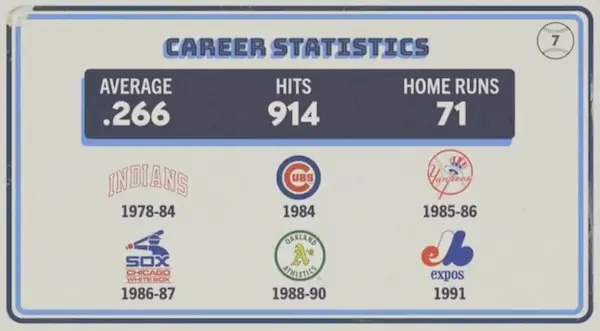 CAREER STATISTICS
7
AVERAGE HITS HOME RUNS
.266 914 71
INDIANS CUBS Yankees
1978-84 1984 1985-86
SOX
CHICAGO
WHITE SOX
OAKLAND
A's
ATHLETICS
expos
1986-87 1988-90 1991